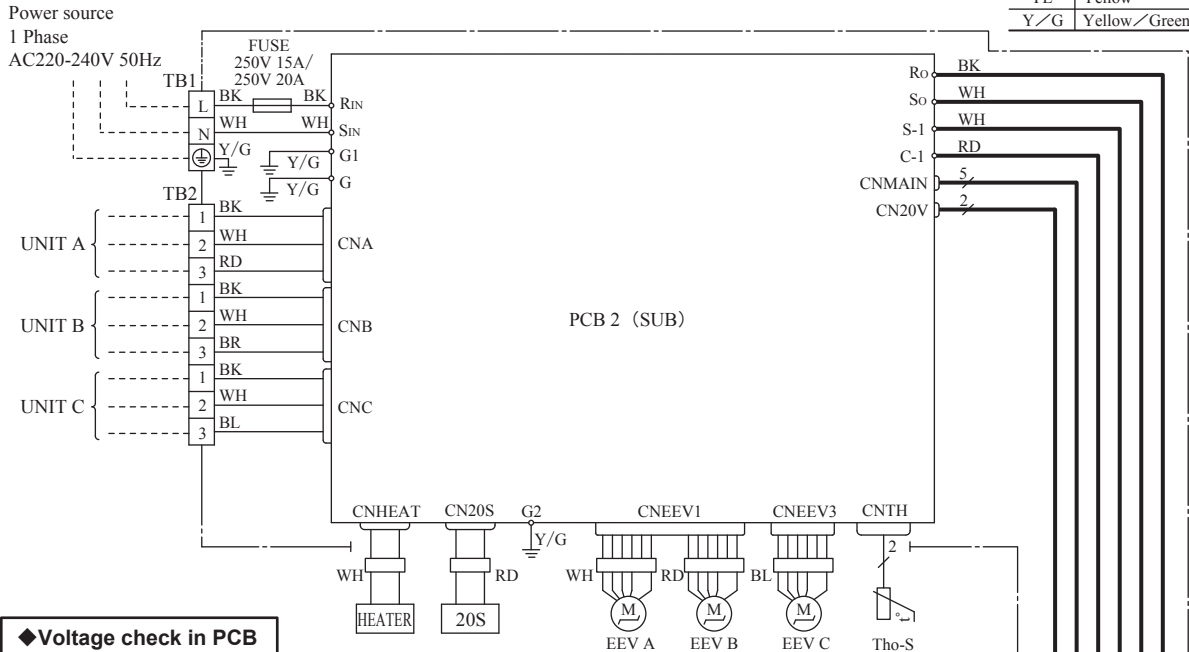 Power source
1 Phase
AC220-240V 50Hz
Y/G Yellow/Green
FUSE
250V 15A/
250V 20A
TB1
L BK BK RIN
N WH WH SIN
Y/G
Y/G G1
Y/G G
RO BK
SO WH
S-1 WH
C-1 RD
CNMAIN 5
CN20V 2
TB2
UNIT A
1 BK
2 WH
3 RD
CNA
UNIT B
1 BK
2 WH
3 BR
CNB
UNIT C
1 BK
2 WH
3 BL
CNC
PCB 2 (SUB)
CNHEAT CN20S G2 CNEEV1 CNEEV3 CNTH
Y/G
2
WH RD WH RD BL
HEATER 20S M M M t°
EEV A EEV B EEV C Tho-S
◆Voltage check in PCB